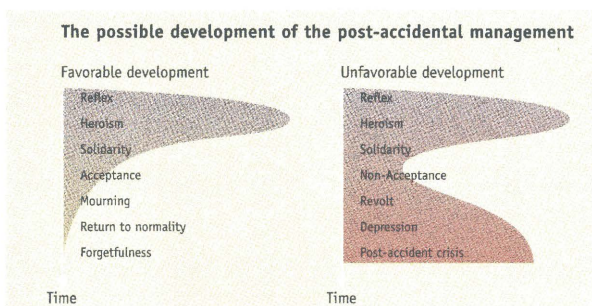 The possible development of the post-accidental management
Favorable development
Reflex
Heroism
Solidarity
Acceptance
Mourning
Return to normality
Forgetfulness
Time
Unfavorable development
Reflex
Heroism
Solidarity
Non-Acceptance
Revolt
Depression
Post-accident crisis
Time